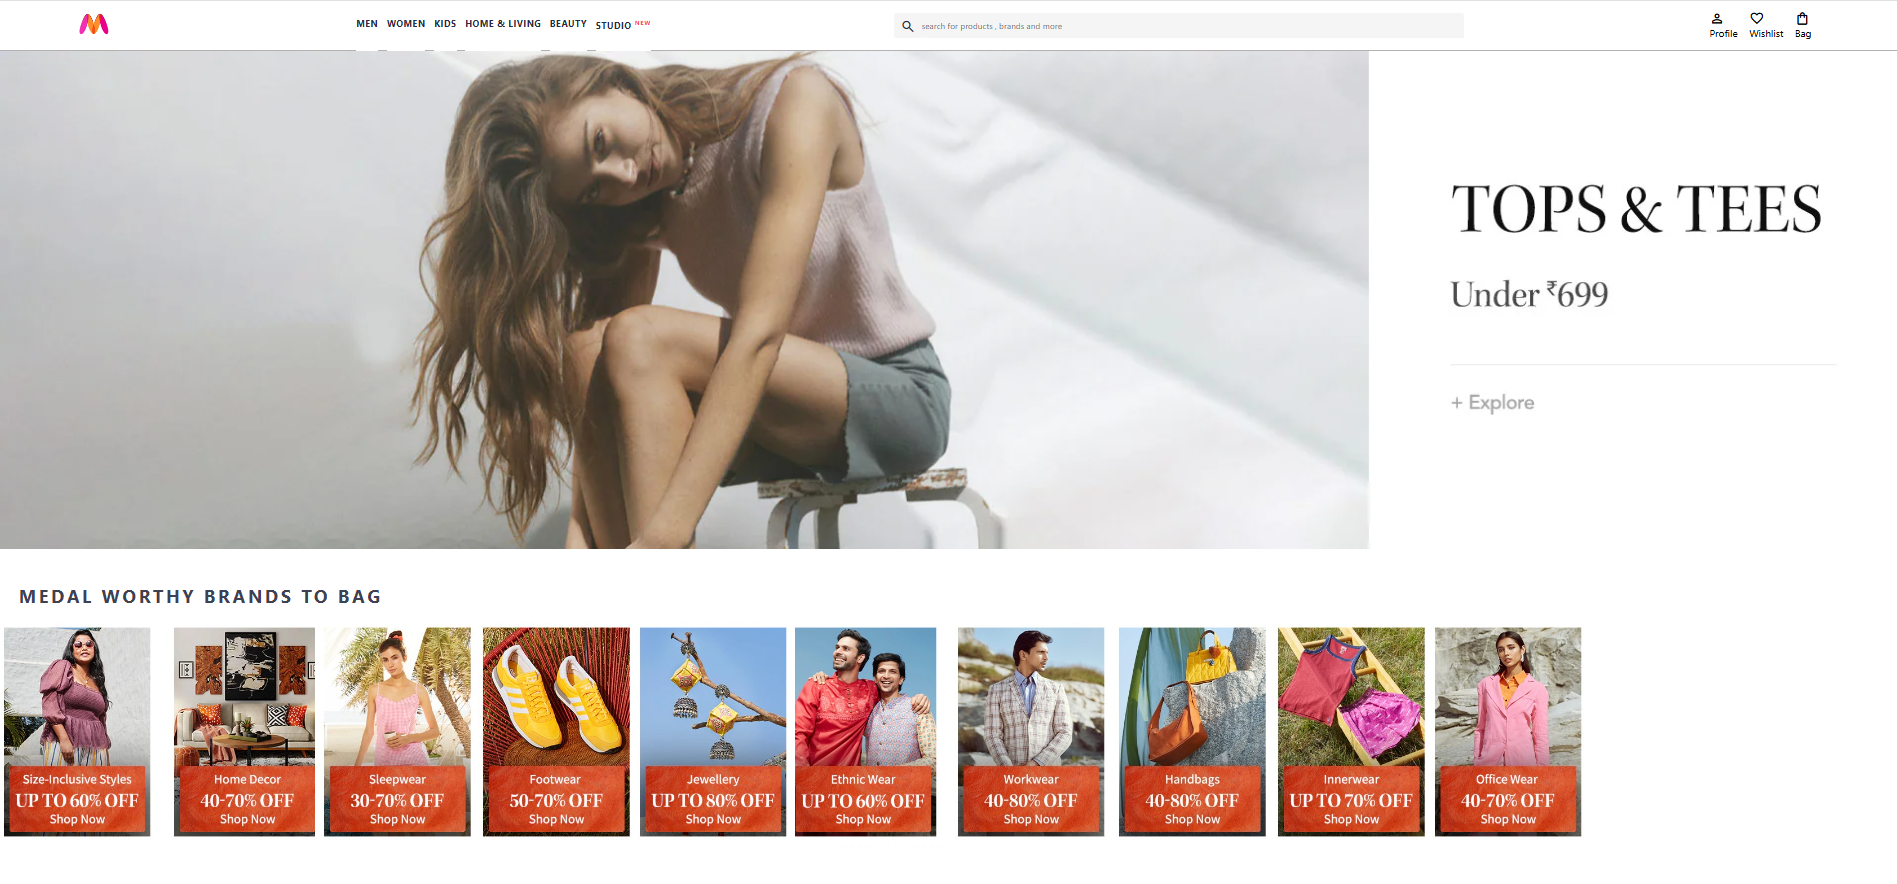 MEN WOMEN KIDS HOME & LIVING BEAUTY STUDIO NEW
search for products , brands and more
Profile Wishlist Bag
TOPS & TEES
Under ₹699
+ Explore
MEDAL WORTHY BRANDS TO BAG
Size-Inclusive Styles
UP TO 60% OFF
Shop Now
Home Decor
40-70% OFF
Shop Now
Sleepwear
30-70% OFF
Shop Now
Footwear
50-70% OFF
Shop Now
Jewellery
UP TO 80% OFF
Shop Now
Ethnic Wear
UP TO 60% OFF
Shop Now
Workwear
40-80% OFF
Shop Now
Handbags
40-80% OFF
Shop Now
Innerwear
UP TO 70% OFF
Shop Now
Office Wear
40-70% OFF
Shop Now